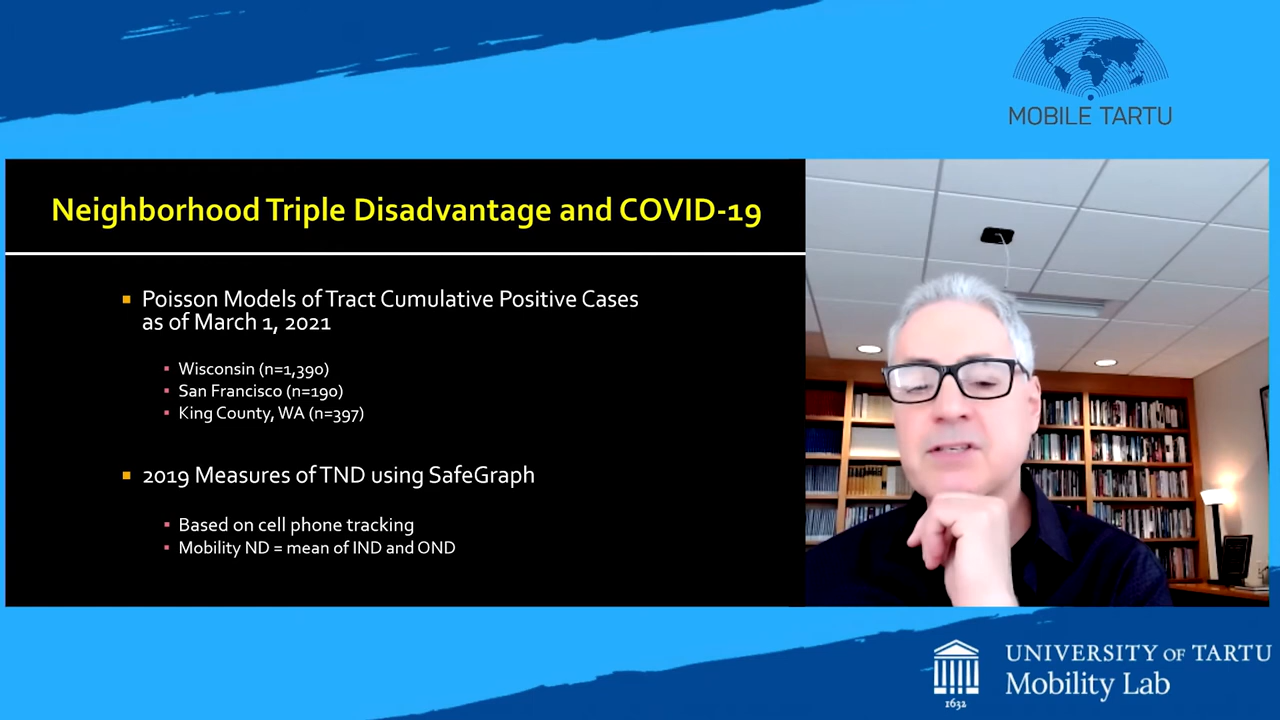 MOBILE TARTU
Neighborhood Triple Disadvantage and COVID-19
▪ Poisson Models of Tract Cumulative Positive Cases
as of March 1, 2021
▪ Wisconsin (n=1,390)
▪ San Francisco (n=190)
▪ King County, WA (n=397)
▪ 2019 Measures of TND using SafeGraph
▪ Based on cell phone tracking
▪ Mobility ND = mean of IND and OND
UNIVERSITY OF TARTU
Mobility Lab
1632